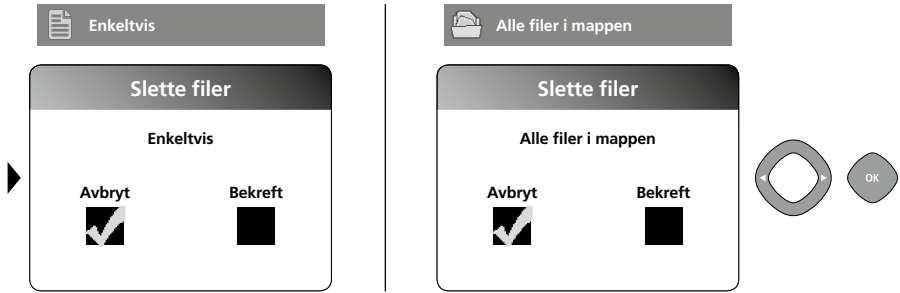 Enkeltvis
Slette filer
Enkeltvis
Avbryt Bekreft
Alle filer i mappen
Slette filer
Alle filer i mappen
Avbryt Bekreft
OK